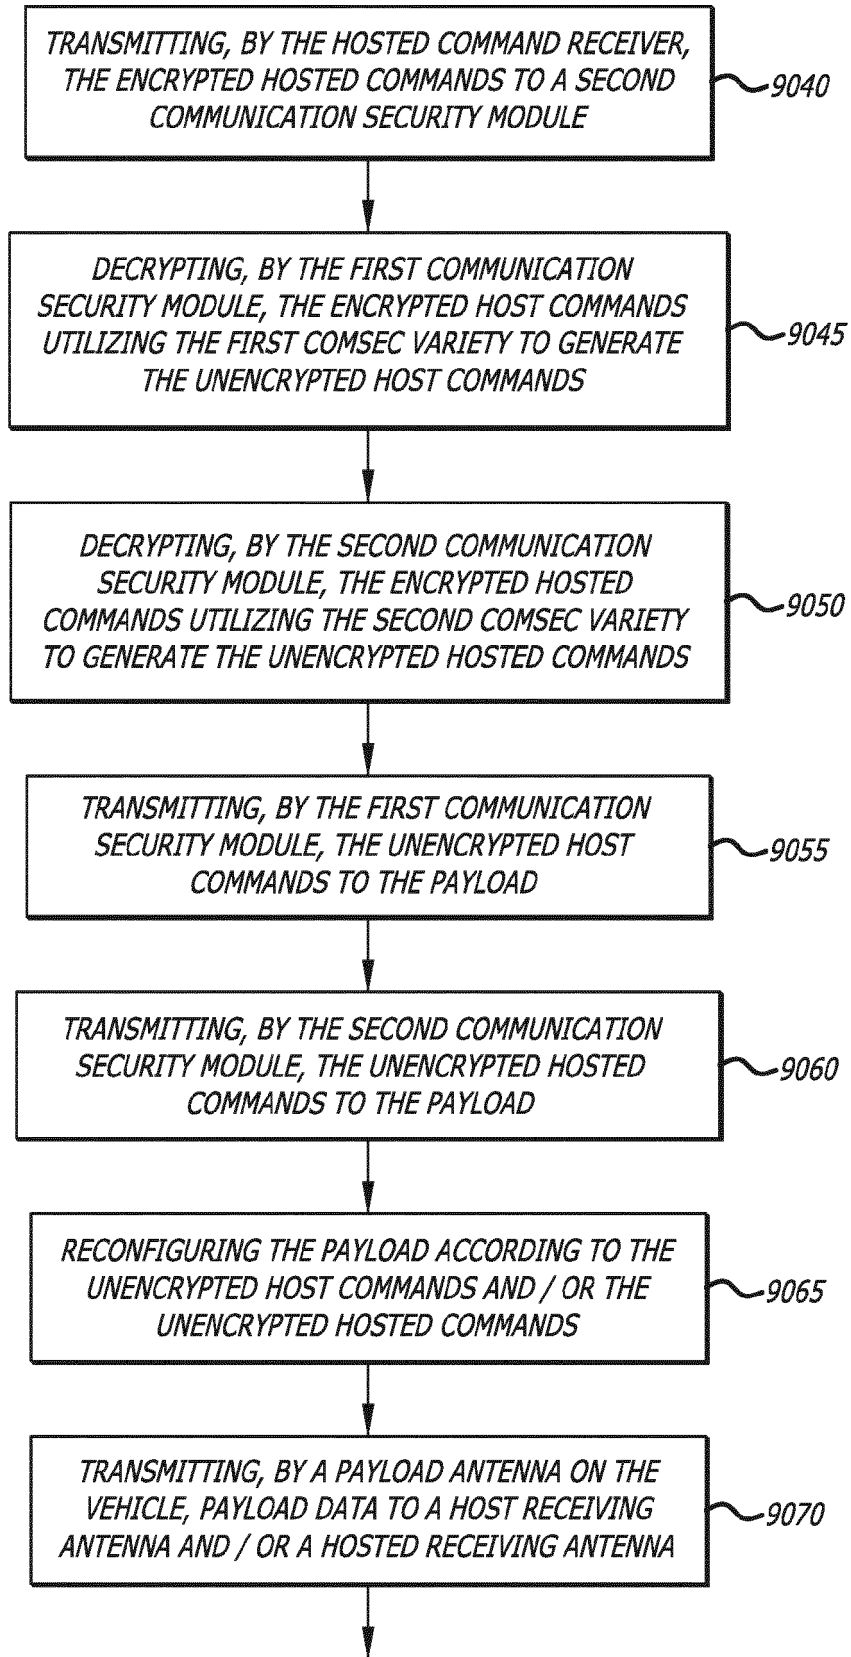 TRANSMITTING, BY THE HOSTED COMMAND RECEIVER,
THE ENCRYPTED HOSTED COMMANDS TO A SECOND
COMMUNICATION SECURITY MODULE
9040
DECRYPTING, BY THE FIRST COMMUNICATION
SECURITY MODULE, THE ENCRYPTED HOST COMMANDS
UTILIZING THE FIRST COMSEC VARIETY TO GENERATE
THE UNENCRYPTED HOST COMMANDS
9045
DECRYPTING, BY THE SECOND COMMUNICATION
SECURITY MODULE, THE ENCRYPTED HOSTED
COMMANDS UTILIZING THE SECOND COMSEC VARIETY
TO GENERATE THE UNENCRYPTED HOSTED COMMANDS
9050
TRANSMITTING, BY THE FIRST COMMUNICATION
SECURITY MODULE, THE UNENCRYPTED HOST
COMMANDS TO THE PAYLOAD
9055
TRANSMITTING, BY THE SECOND COMMUNICATION
SECURITY MODULE, THE UNENCRYPTED HOSTED
COMMANDS TO THE PAYLOAD
9060
RECONFIGURING THE PAYLOAD ACCORDING TO THE
UNENCRYPTED HOST COMMANDS AND / OR THE
UNENCRYPTED HOSTED COMMANDS
9065
TRANSMITTING, BY A PAYLOAD ANTENNA ON THE
VEHICLE, PAYLOAD DATA TO A HOST RECEIVING
ANTENNA AND / OR A HOSTED RECEIVING ANTENNA
9070